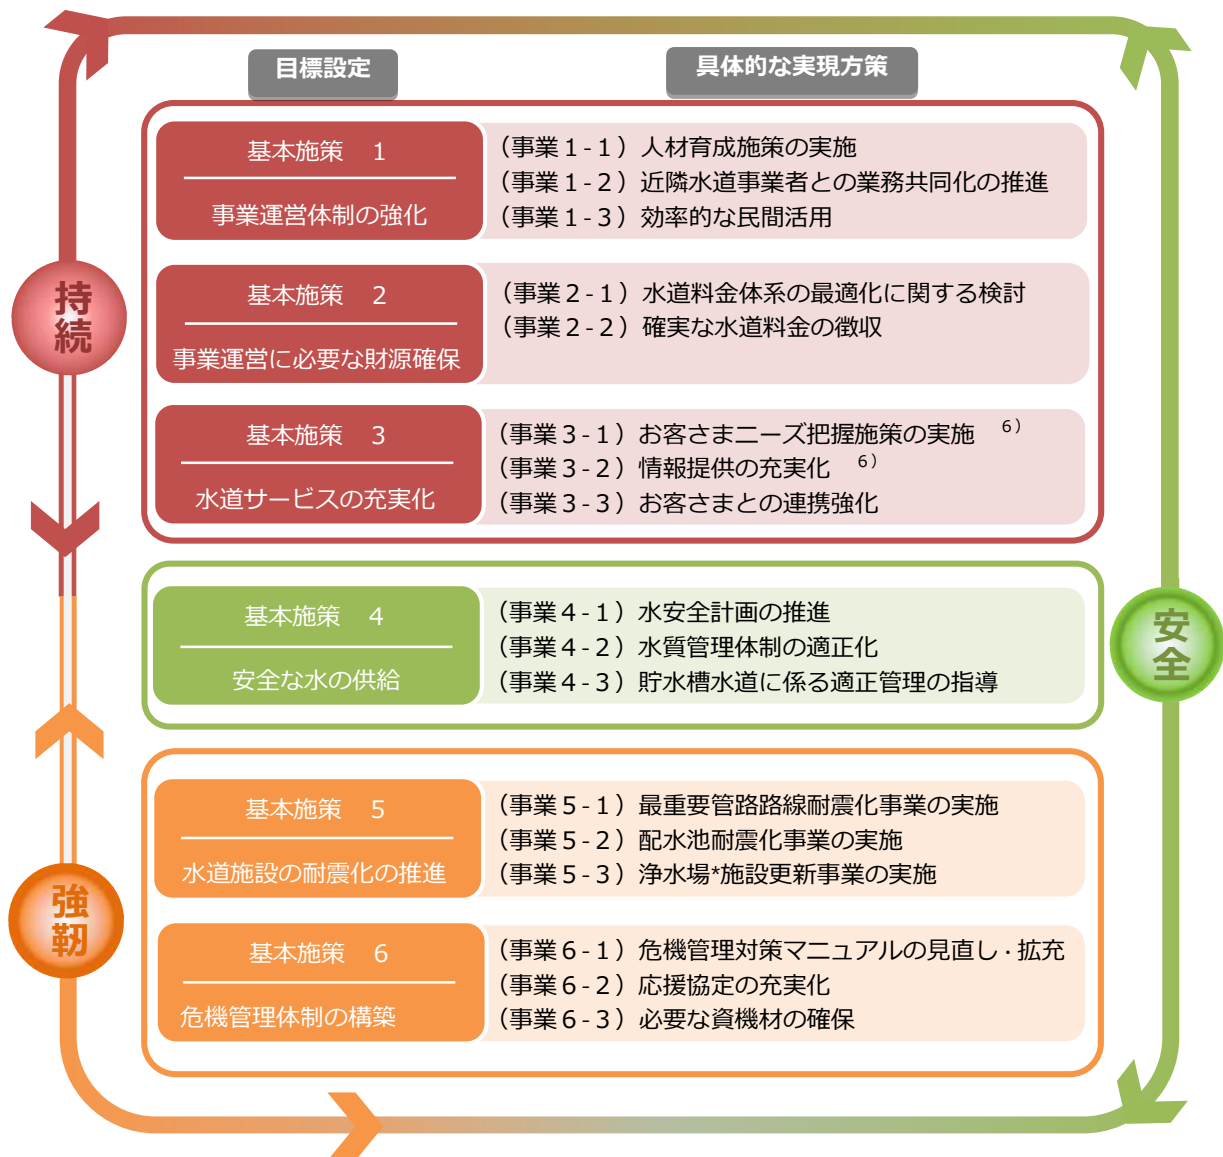 目標設定
具体的な実現方策
基本施策　1
事業運営体制の強化
（事業１-１）人材育成施策の実施
（事業１-２）近隣水道事業者との業務共同化の推進
（事業１-３）効率的な民間活用
持続
基本施策　2
事業運営に必要な財源確保
（事業２-１）水道料金体系の最適化に関する検討
（事業２-２）確実な水道料金の徴収
基本施策　3
水道サービスの充実化
（事業３-１）お客さまニーズ把握施策の実施　6）
（事業３-２）情報提供の充実化　6）
（事業３-３）お客さまとの連携強化
基本施策　4
安全な水の供給
（事業４-１）水安全計画の推進
（事業４-２）水質管理体制の適正化
（事業４-３）貯水槽水道に係る適正管理の指導
安全
基本施策　5
水道施設の耐震化の推進
（事業５-１）最重要管路路線耐震化事業の実施
（事業５-２）配水池耐震化事業の実施
（事業５-３）浄水場*施設更新事業の実施
強靭
基本施策　6
危機管理体制の構築
（事業６-１）危機管理対策マニュアルの見直し・拡充
（事業６-２）応援協定の充実化
（事業６-３）必要な資機材の確保